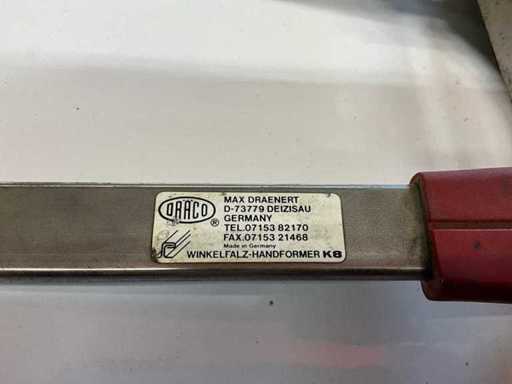 DRACO ®
MAX DRAENERT
D-73779 DEIZISAU
GERMANY
TEL.07153 82170
FAX.07153 21468
Made in Germany
WINKELFALZ-HANDFORMER K8